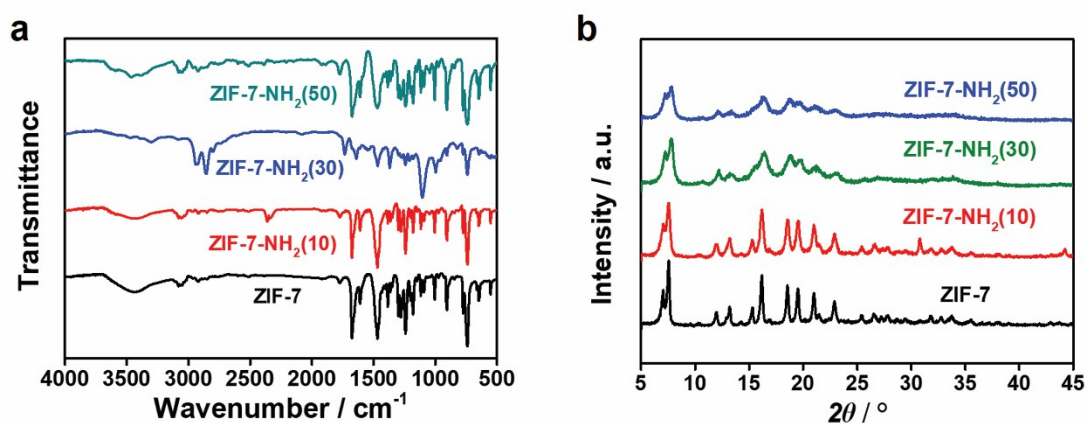 a
Transmittance
ZIF-7-NH₂(50)
ZIF-7-NH₂(30)
ZIF-7-NH₂(10)
ZIF-7
4000 3500 3000 2500 2000 1500 1000 500
Wavenumber / cm⁻¹
b
Intensity / a.u.
ZIF-7-NH₂(50)
ZIF-7-NH₂(30)
ZIF-7-NH₂(10)
ZIF-7
5 10 15 20 25 30 35 40 45
2θ / °